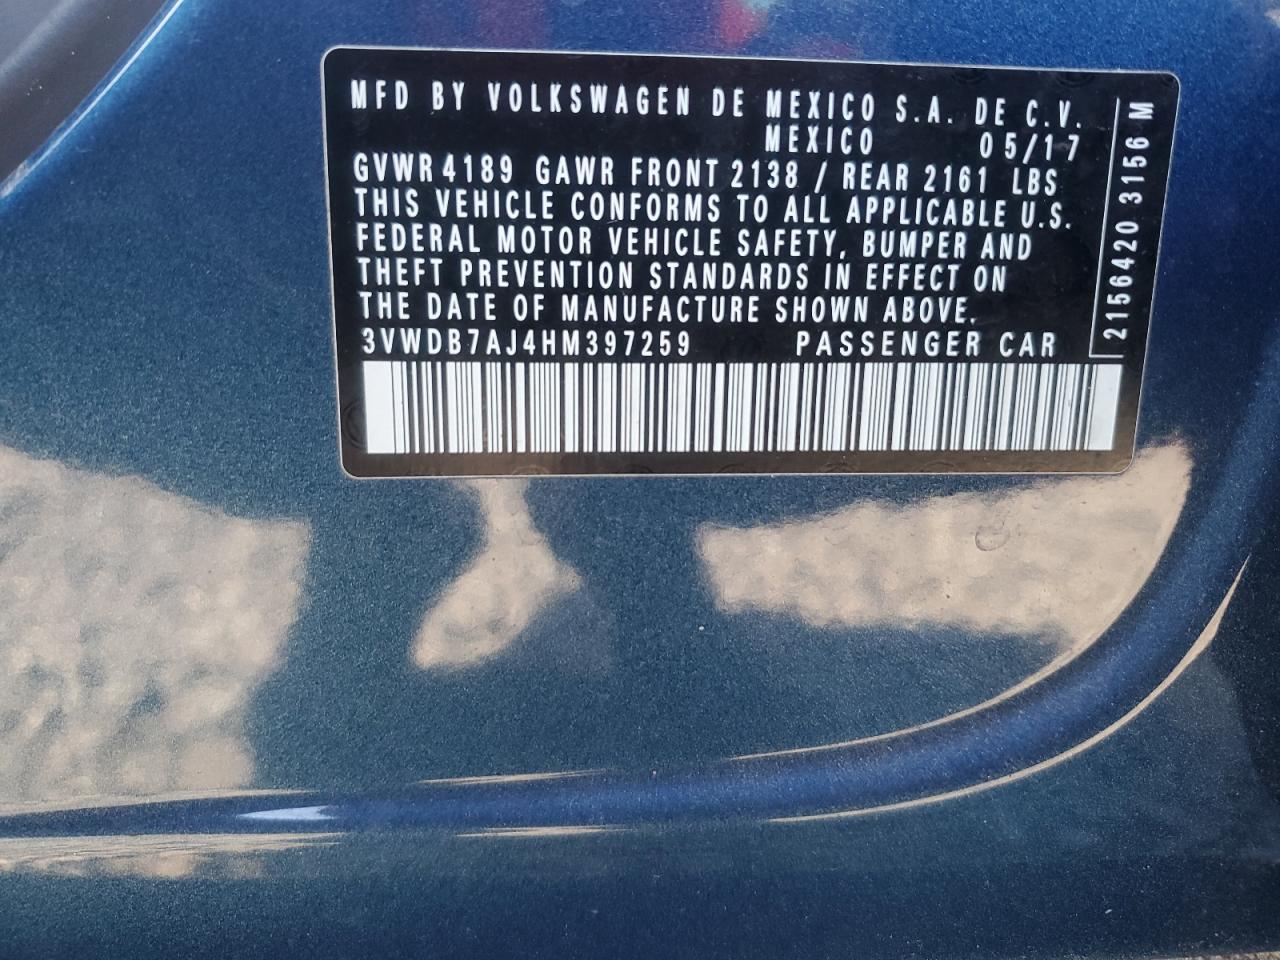 MFD BY VOLKSWAGEN DE MEXICO S.A. DE C.V.
MEXICO 05/17
GVWR 4189 GAWR FRONT 2138 / REAR 2161 LBS
THIS VEHICLE CONFORMS TO ALL APPLICABLE U.S.
FEDERAL MOTOR VEHICLE SAFETY, BUMPER AND
THEFT PREVENTION STANDARDS IN EFFECT ON
THE DATE OF MANUFACTURE SHOWN ABOVE.
3VWDB7AJ4HM397259 PASSENGER CAR
2156420 3156 M